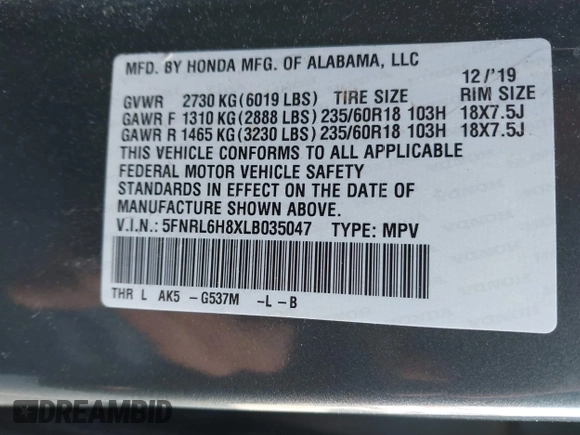 MFD. BY HONDA MFG. OF ALABAMA, LLC
12/'19
GVWR 2730 KG(6019 LBS) TIRE SIZE RIM SIZE
GAWR F 1310 KG(2888 LBS) 235/60R18 103H 18X7.5J
GAWR R 1465 KG(3230 LBS) 235/60R18 103H 18X7.5J
THIS VEHICLE CONFORMS TO ALL APPLICABLE
FEDERAL MOTOR VEHICLE SAFETY
STANDARDS IN EFFECT ON THE DATE OF
MANUFACTURE SHOWN ABOVE.
V.I.N.: 5FNRL6H8XLB035047 TYPE: MPV
THR L AK5 -G537M -L-B
DREAMBID